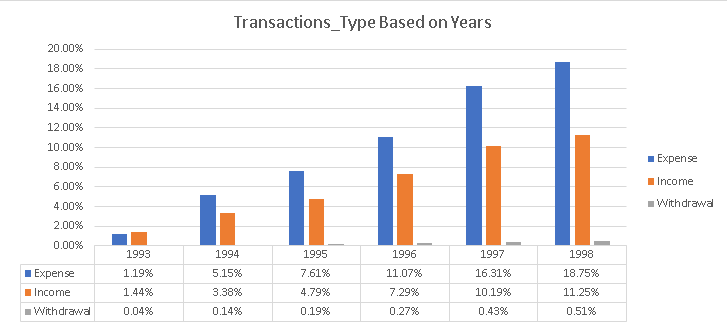 Transactions_Type Based on Years
20.00%
18.00%
16.00%
14.00%
12.00%
10.00%
8.00%
6.00%
4.00%
2.00%
0.00%
Expense
Income
Withdrawal
1993 1994 1995 1996 1997 1998
Expense 1.19% 5.15% 7.61% 11.07% 16.31% 18.75%
Income 1.44% 3.38% 4.79% 7.29% 10.19% 11.25%
Withdrawal 0.04% 0.14% 0.19% 0.27% 0.43% 0.51%